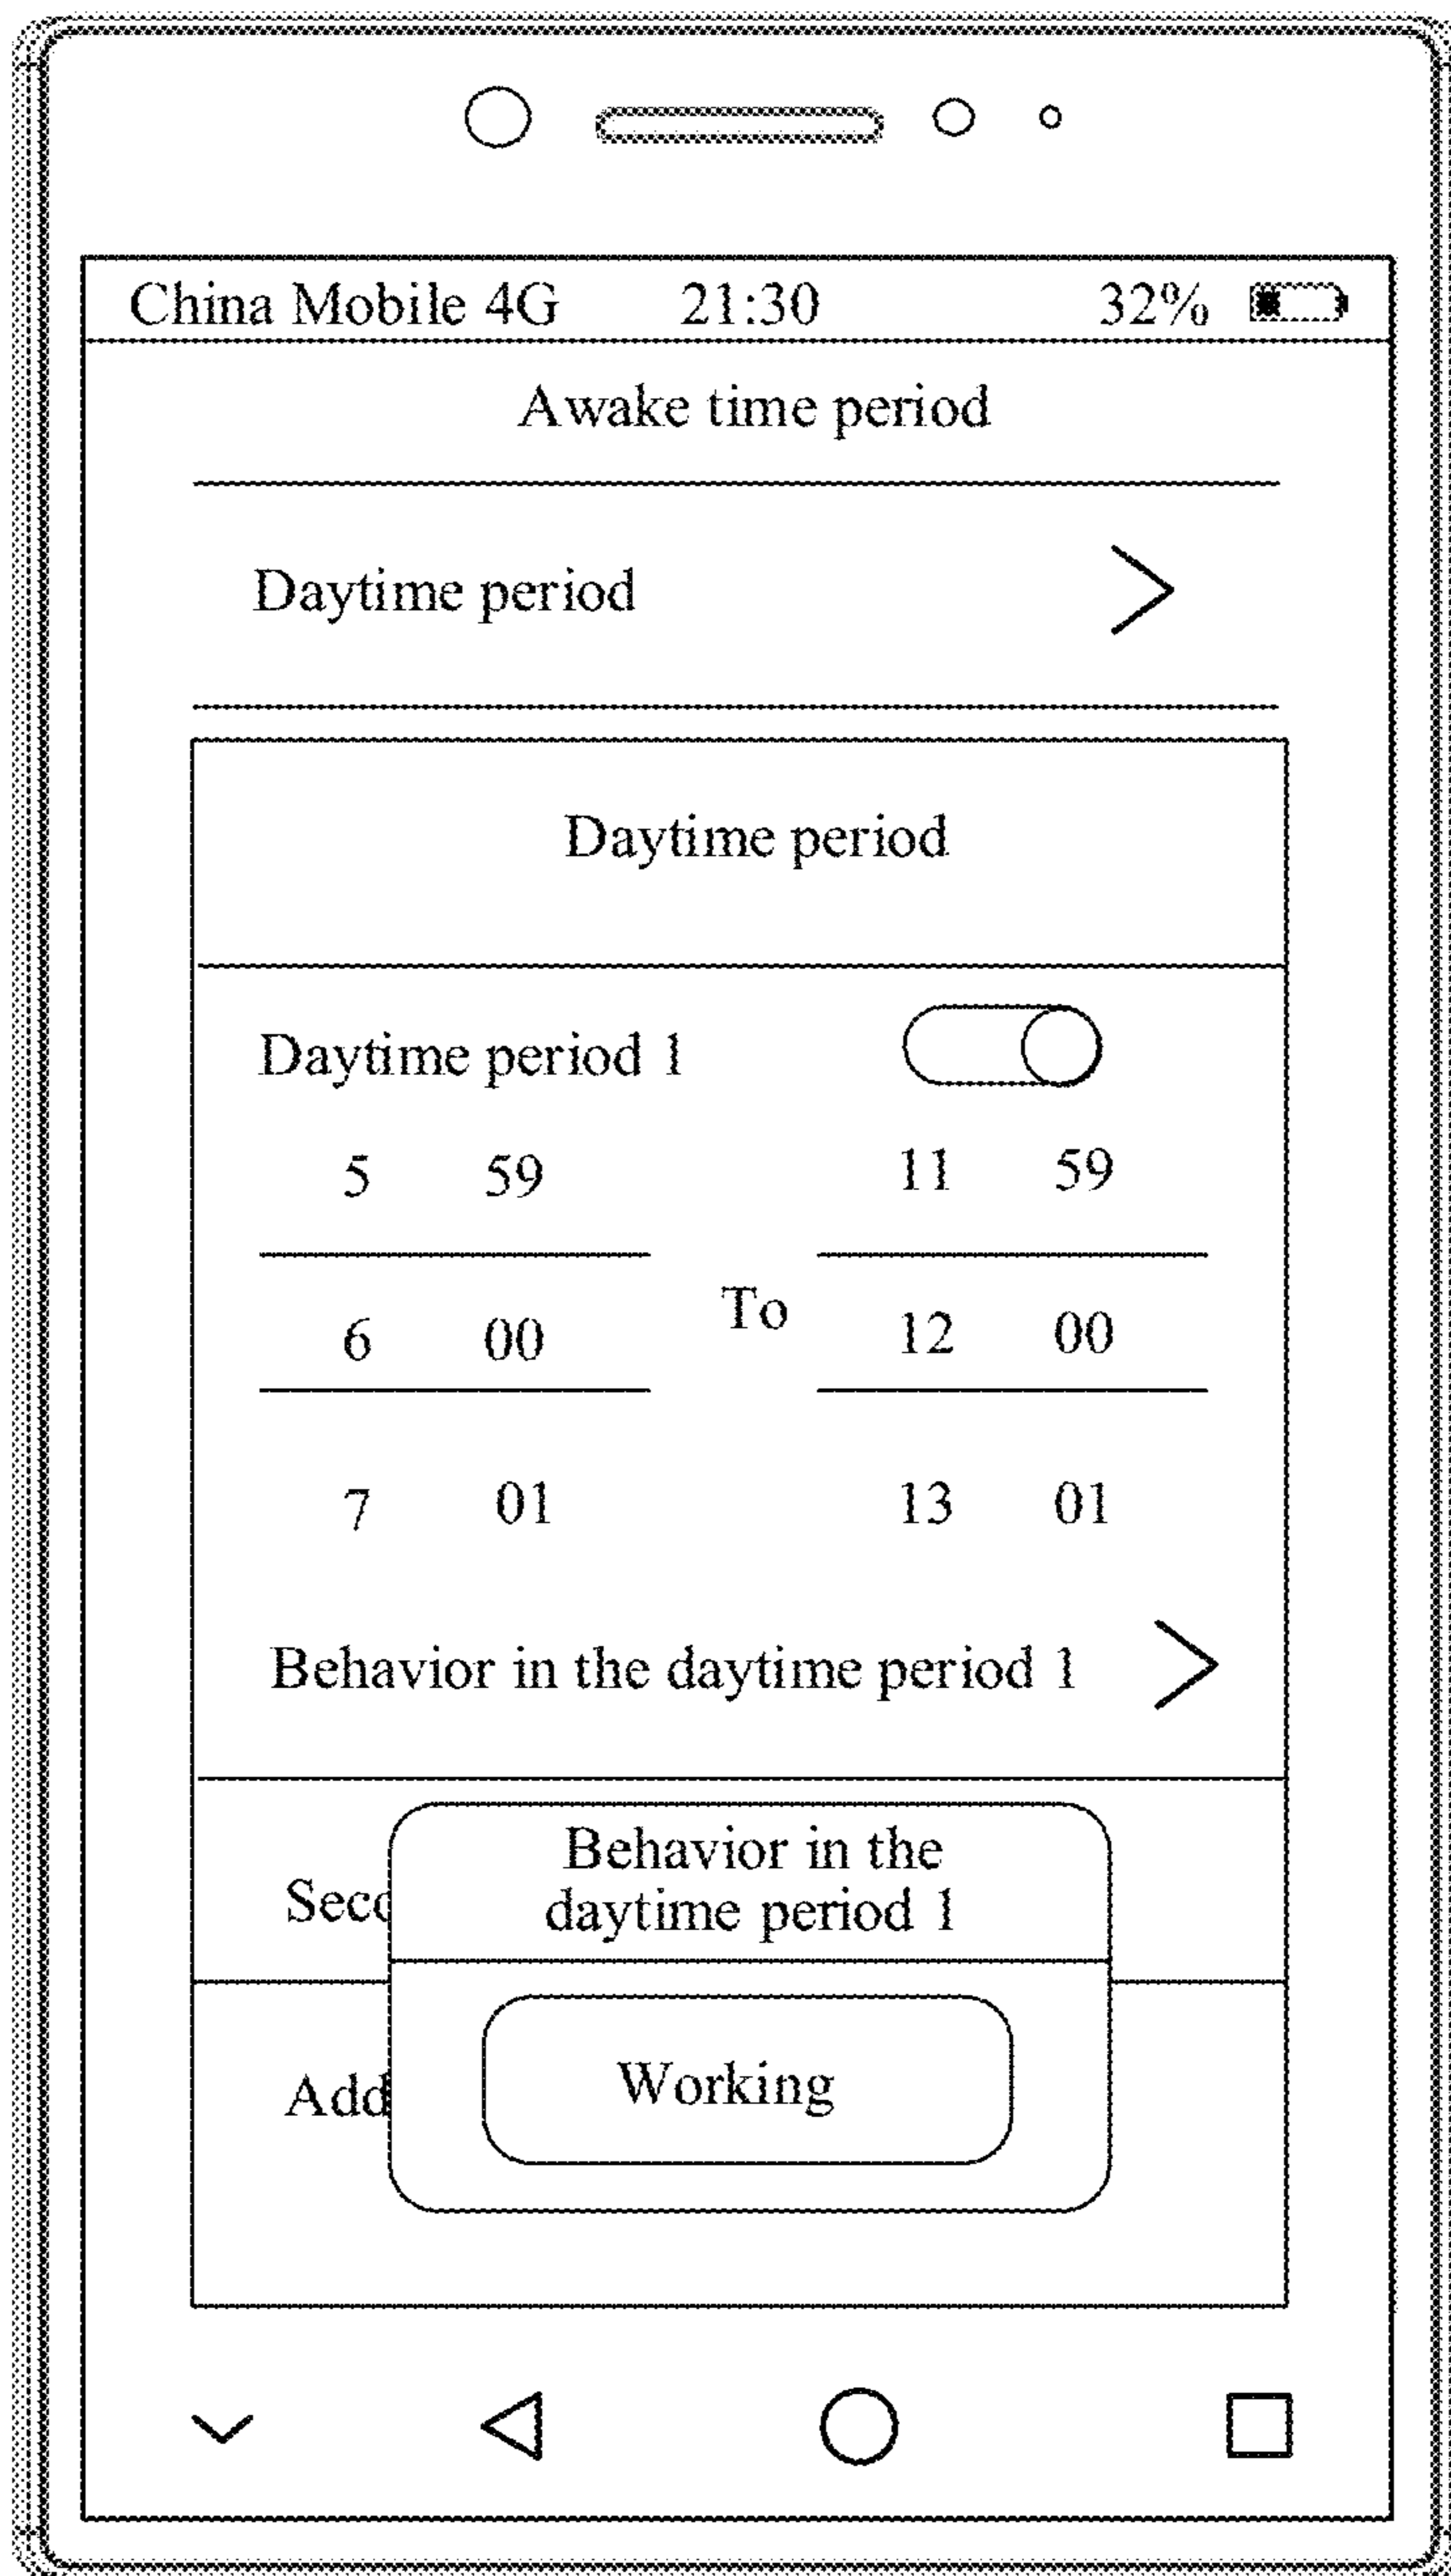 China Mobile 4G 21:30 32%
Awake time period
Daytime period
Daytime period
Daytime period 1
5 59 11 59
To
6 00 12 00
7 01 13 01
Behavior in the daytime period 1
Behavior in the
daytime period 1
Add
Working